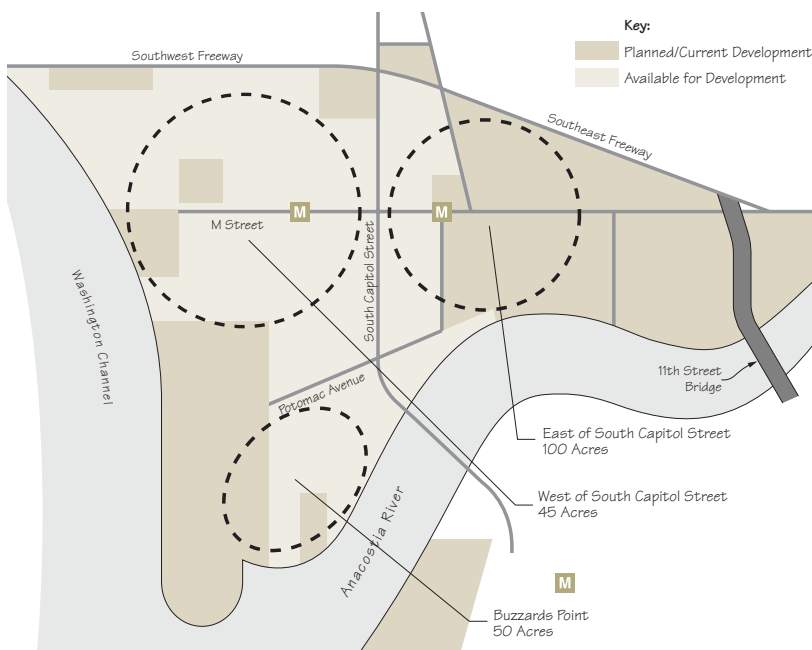 Key:
Planned/Current Development
Available for Development
Southwest Freeway
Southeast Freeway
M
M
M Street
South Capitol Street
Washington Channel
11th Street
Bridge
Potomac Avenue
East of South Capitol Street
100 Acres
West of South Capitol Street
45 Acres
Anacostia River
M
Buzzards Point
50 Acres